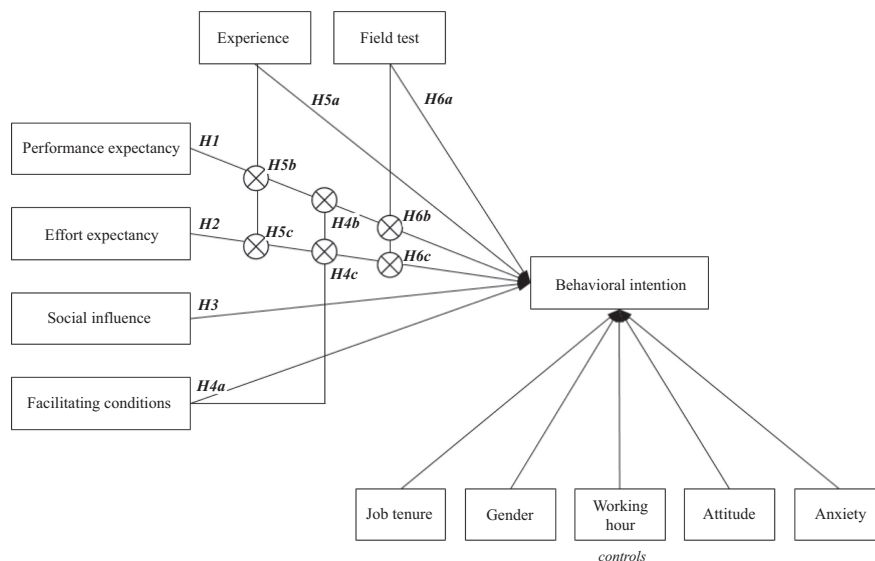 Experience
Field test
H5a
H6a
Performance expectancy
H1
H5b
H4b
H6b
Effort expectancy
H2
H5c
H4c
H6c
Behavioral intention
Social influence
H3
Facilitating conditions
H4a
Job tenure
Gender
Working
hour
Attitude
Anxiety
controls